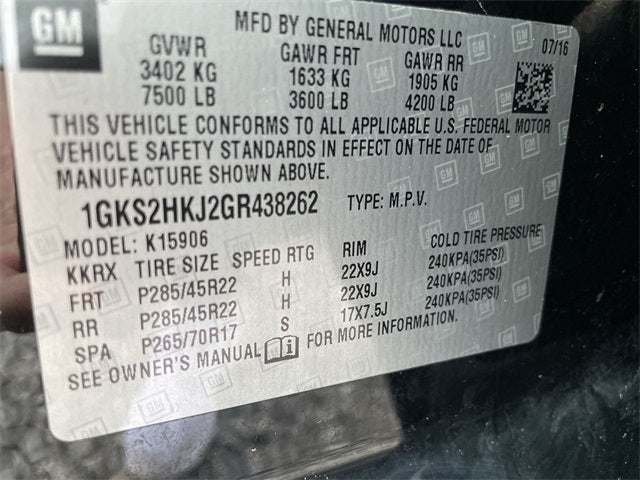 GM
MFD BY GENERAL MOTORS LLC
07/16
GVWR GAWR FRT GAWR RR
3402 KG 1633 KG 1905 KG
7500 LB 3600 LB 4200 LB
THIS VEHICLE CONFORMS TO ALL APPLICABLE U.S. FEDERAL MOTOR
VEHICLE SAFETY STANDARDS IN EFFECT ON THE DATE OF
MANUFACTURE SHOWN ABOVE.
1GKS2HKJ2GR438262 TYPE: M.P.V.
MODEL: K15906
KKRX TIRE SIZE SPEED RTG RIM COLD TIRE PRESSURE
FRT P285/45R22 H 22X9J 240KPA(35PSI)
RR P285/45R22 H 22X9J 240KPA(35PSI)
SPA P265/70R17 S 17X7.5J 240KPA(35PSI)
SEE OWNER'S MANUAL i FOR MORE INFORMATION.